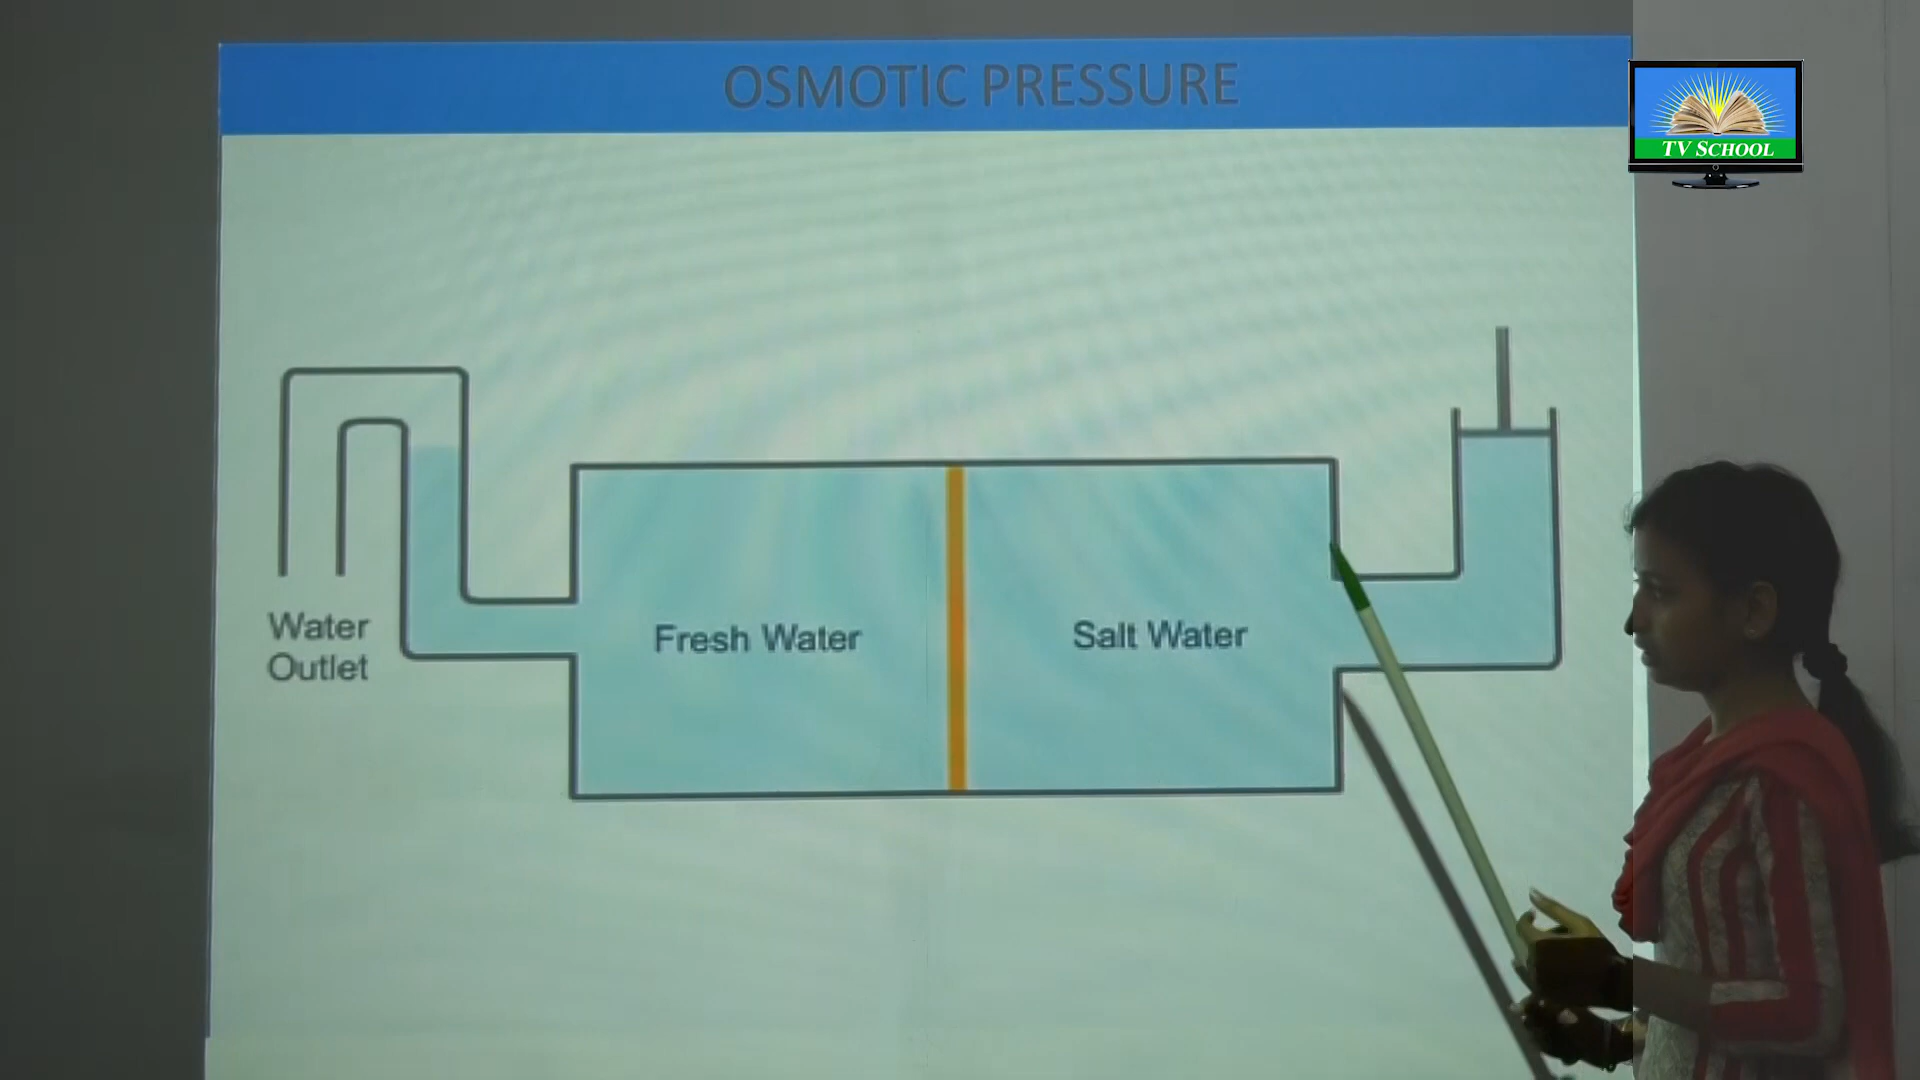 OSMOTIC PRESSURE
TV SCHOOL
Water
Outlet
Fresh Water
Salt Water